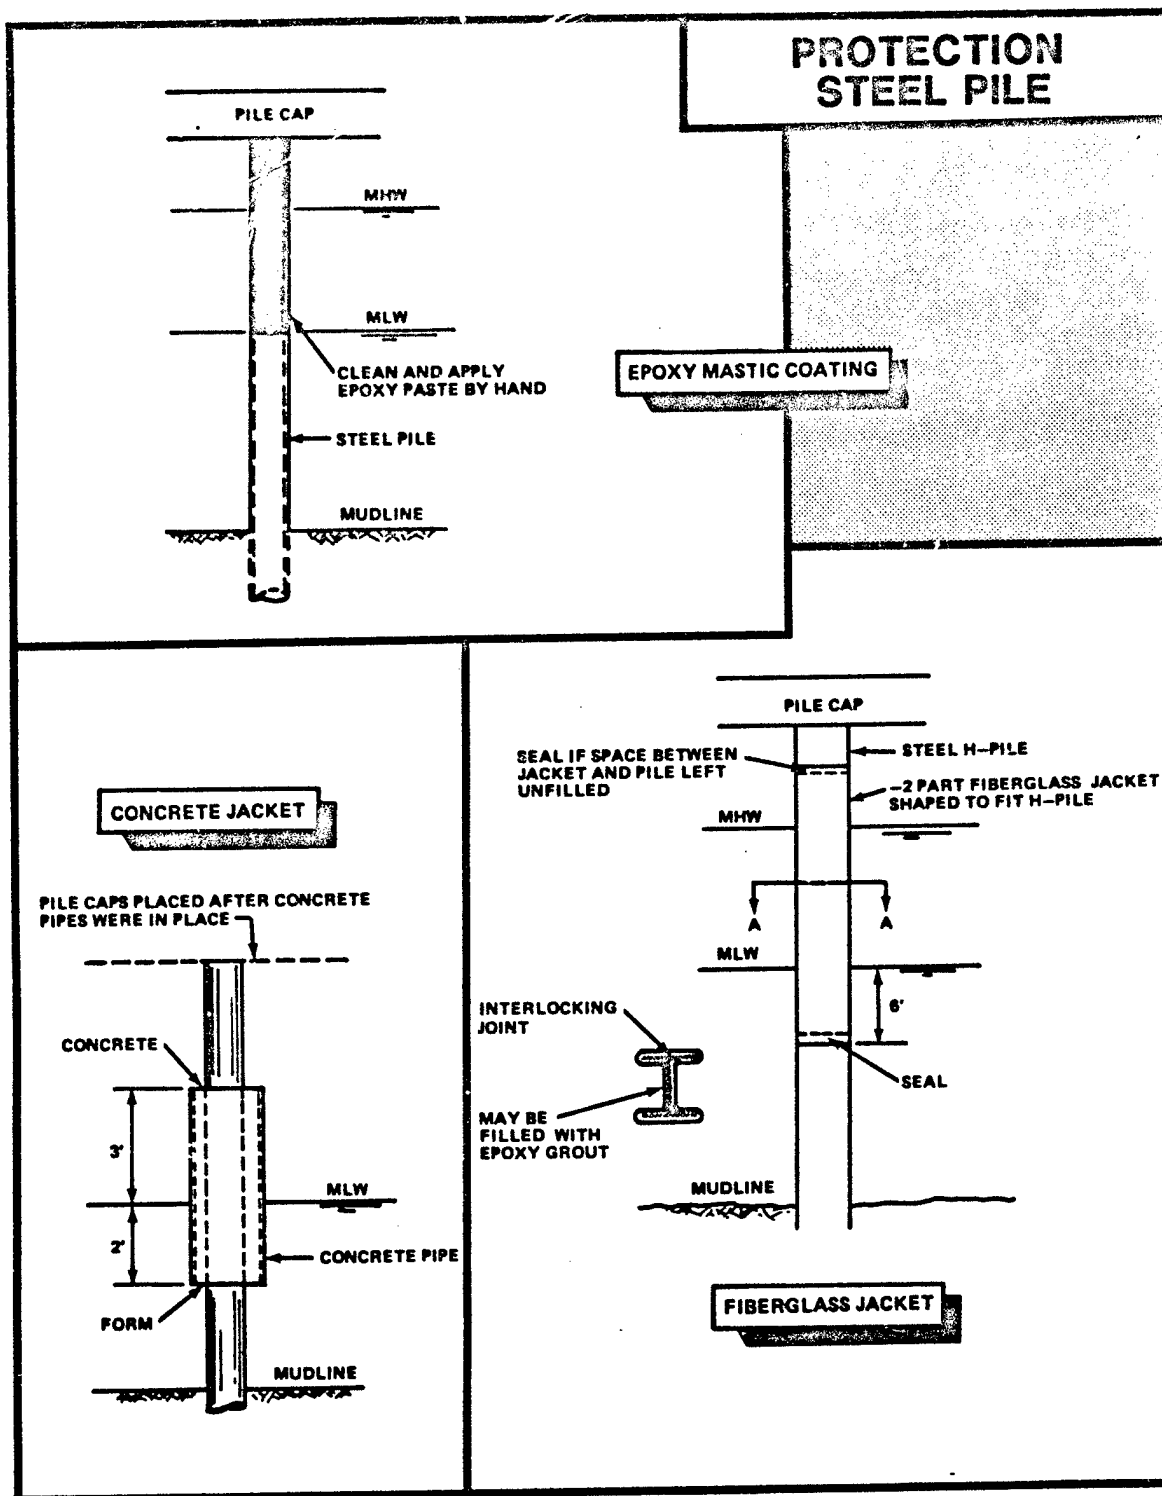 PROTECTION
STEEL PILE
PILE CAP
MHW
MLW
CLEAN AND APPLY
EPOXY PASTE BY HAND
STEEL PILE
MUDLINE
EPOXY MASTIC COATING
CONCRETE JACKET
PILE CAPS PLACED AFTER CONCRETE
PIPES WERE IN PLACE
CONCRETE
3'
MLW
2'
CONCRETE PIPE
FORM
MUDLINE
PILE CAP
SEAL IF SPACE BETWEEN
JACKET AND PILE LEFT
UNFILLED
STEEL H-PILE
-2 PART FIBERGLASS JACKET
SHAPED TO FIT H-PILE
MHW
A
A
MLW
6'
INTERLOCKING
JOINT
SEAL
MAY BE
FILLED WITH
EPOXY GROUT
MUDLINE
FIBERGLASS JACKET